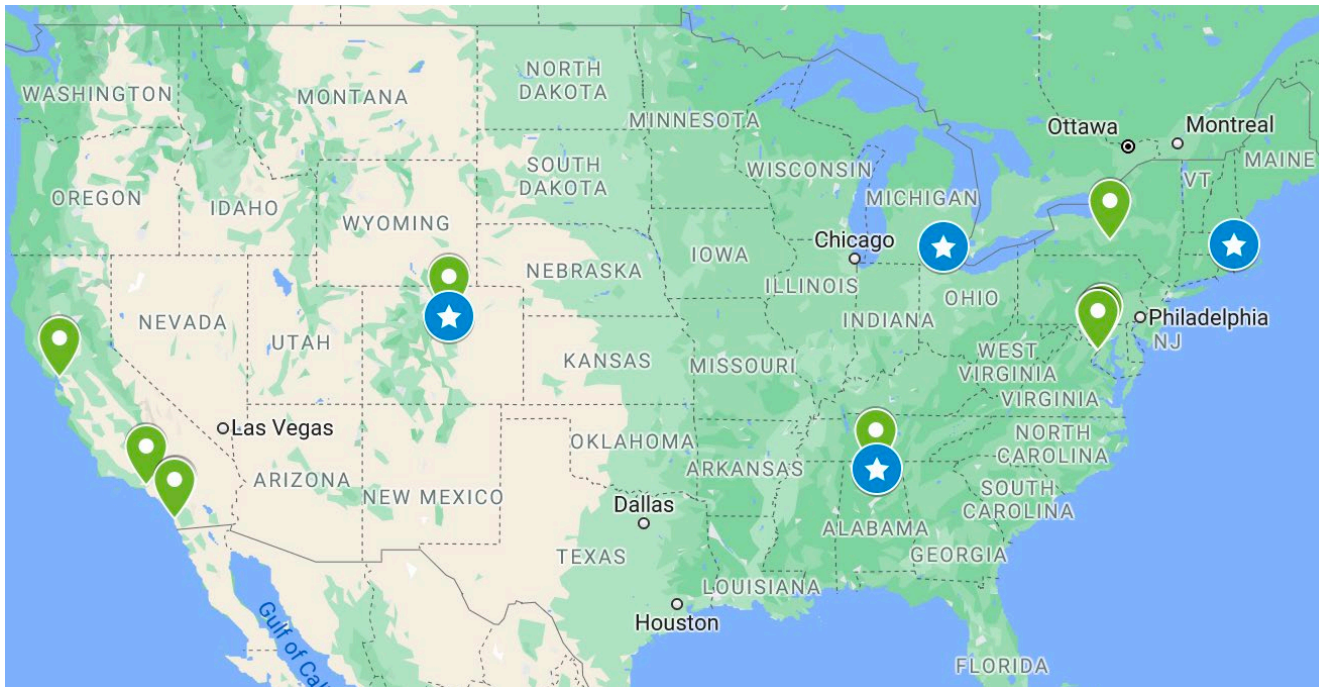 WASHINGTON
MONTANA
NORTH
DAKOTA
MINNESOTA
Ottawa
Montreal
MAINE
VT
OREGON
IDAHO
WYOMING
SOUTH
DAKOTA
WISCONSIN
MICHIGAN
Chicago
IOWA
NEBRASKA
ILLINOIS
INDIANA
OHIO
Philadelphia
NJ
NEVADA
UTAH
KANSAS
MISSOURI
WEST
VIRGINIA
VIRGINIA
Las Vegas
ARIZONA
NEW MEXICO
OKLAHOMA
ARKANSAS
NORTH
CAROLINA
SOUTH
CAROLINA
Dallas
TEXAS
ALABAMA
GEORGIA
LOUISIANA
Houston
FLORIDA
Gulf of Cal